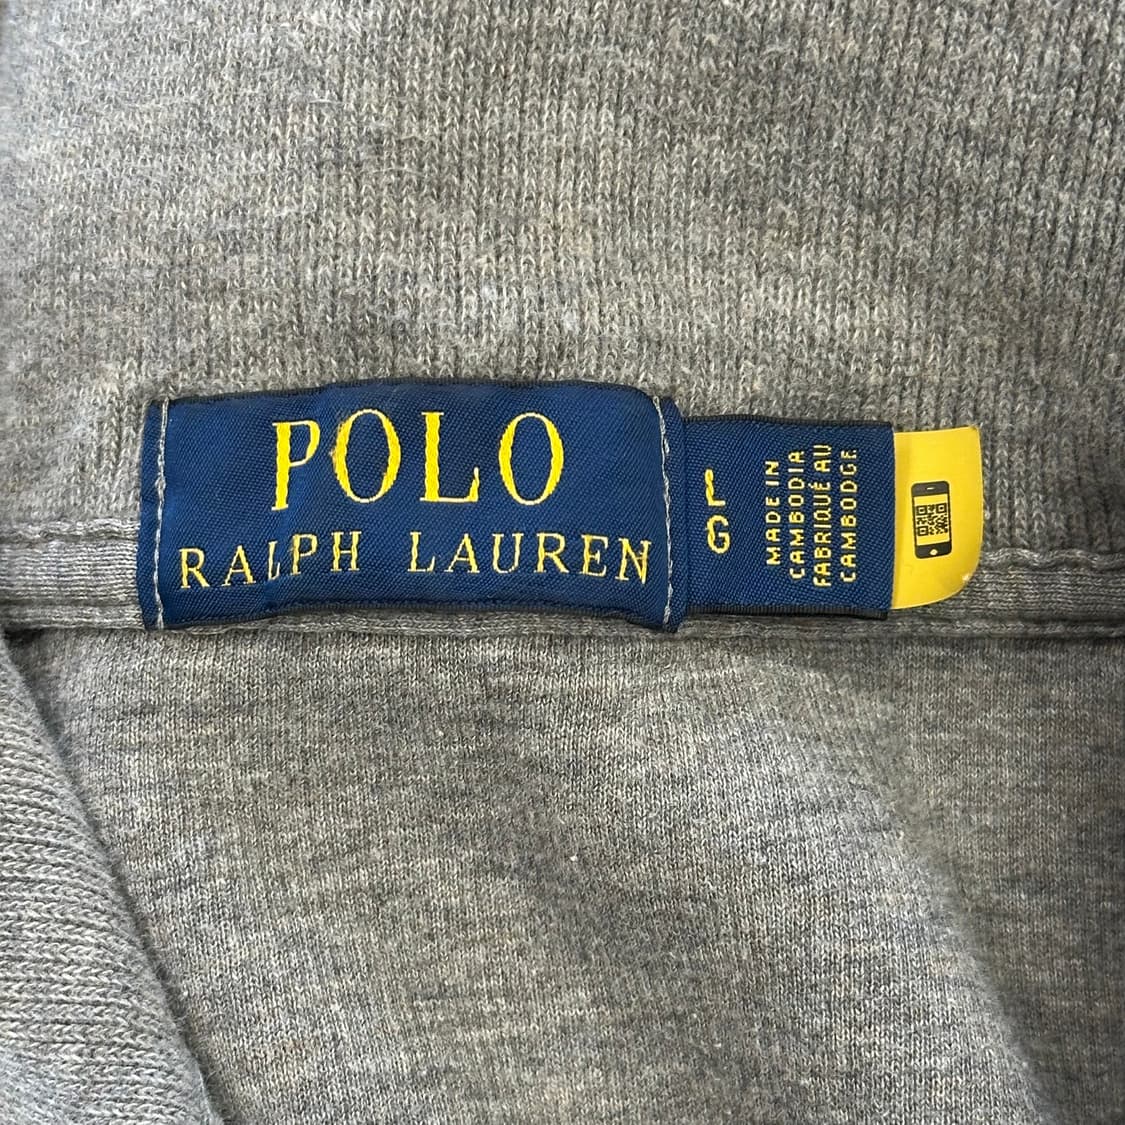 POLO
RALPH LAUREN
L
G
MADE IN
CAMBODIA
FABRIQUÉ AU
CAMBODGE